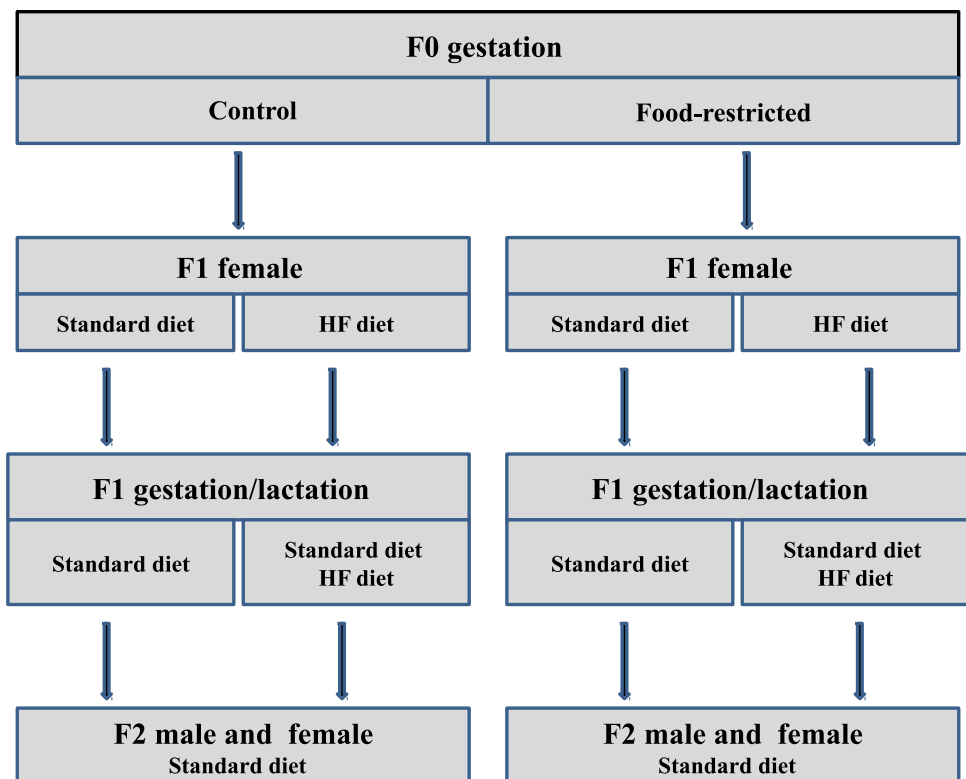 F0 gestation
Control
Food-restricted
F1 female
F1 female
Standard diet
HF diet
Standard diet
HF diet
F1 gestation/lactation
F1 gestation/lactation
Standard diet
Standard diet
HF diet
Standard diet
Standard diet
HF diet
F2 male and female
Standard diet
F2 male and female
Standard diet